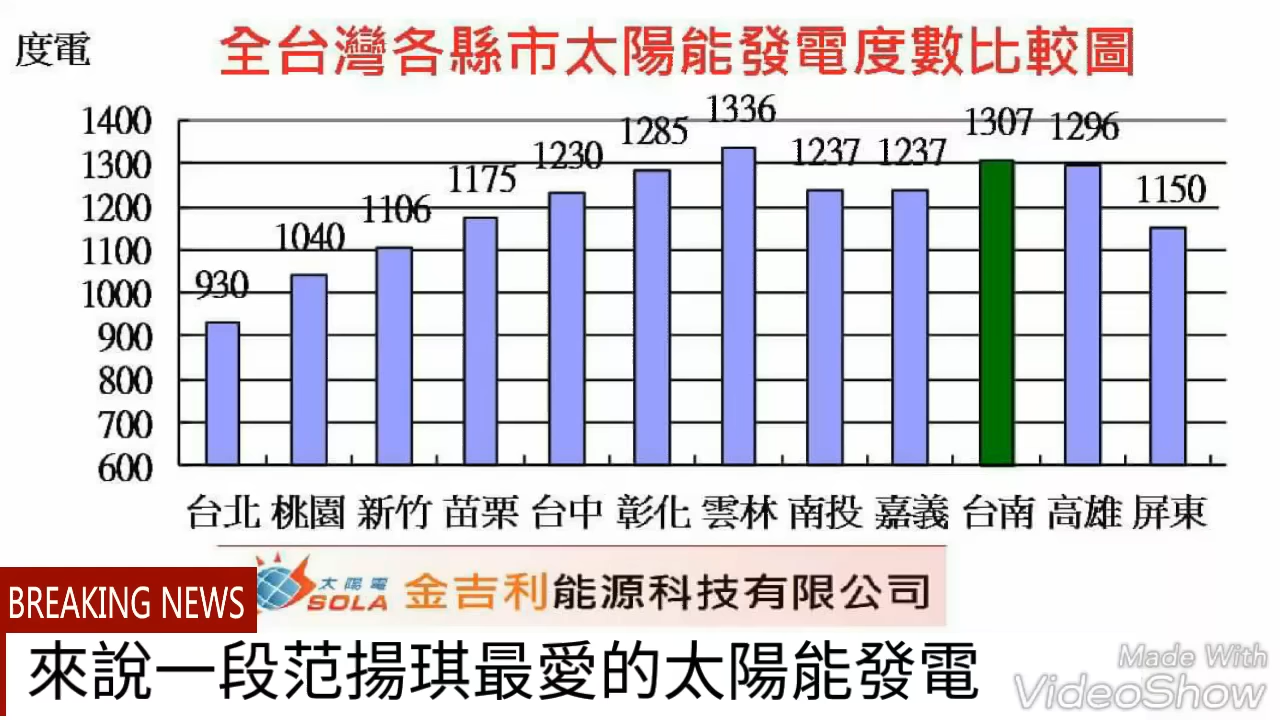 度電
全台灣各縣市太陽能發電度數比較圖
1400
1300
1200
1100
1000
900
800
700
600
930
1040
1106
1175
1230
1285
1336
1237
1237
1307
1296
1150
台北 桃園 新竹 苗栗 台中 彰化 雲林 南投 嘉義 台南 高雄 屏東
太陽電
SOLA
金吉利能源科技有限公司
BREAKING NEWS
來說一段范揚琪最愛的太陽能發電
Made With
VideoShow